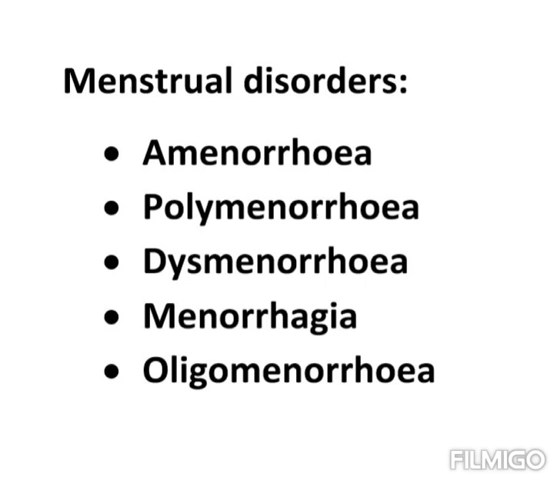 Menstrual disorders:
• Amenorrhoea
• Polymenorrhoea
• Dysmenorrhoea
• Menorrhagia
• Oligomenorrhoea
FILMIGO